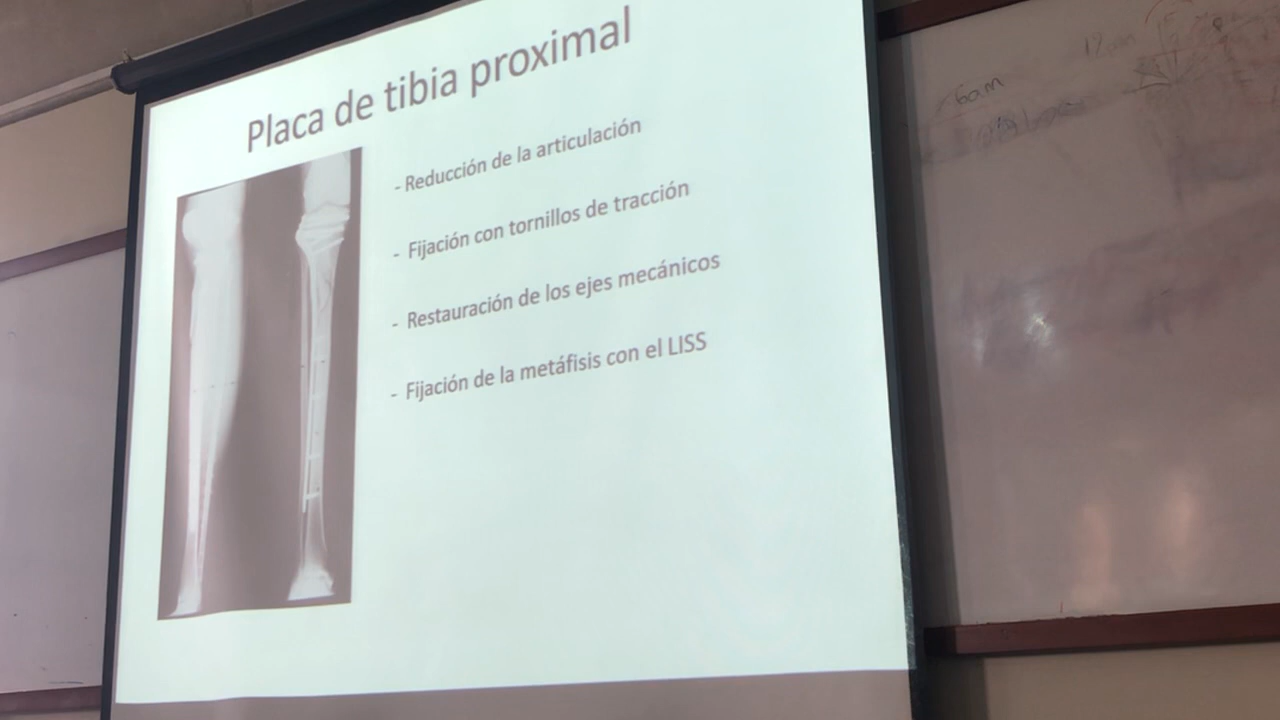 Placa de tibia proximal
- Reducción de la articulación
- Fijación con tornillos de tracción
- Restauración de los ejes mecánicos
- Fijación de la metáfisis con el LISS
6am